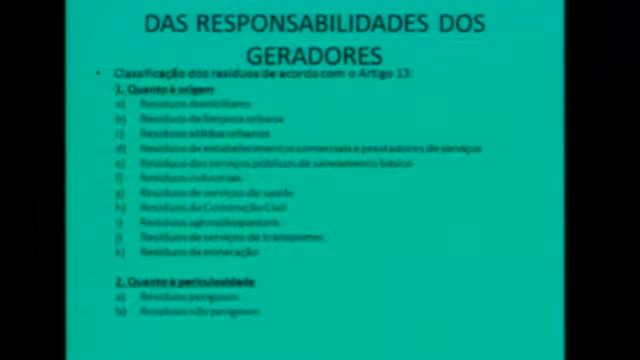 DAS RESPONSABILIDADES DOS
GERADORES
• Classificação dos resíduos de acordo com o Artigo 13:
1. Quanto à origem
a) Resíduos domiciliares
b) Resíduos de limpeza urbana
c) Resíduos sólidos urbanos
d) Resíduos de estabelecimentos comerciais e prestadores de serviços
e) Resíduos dos serviços públicos de saneamento básico
f) Resíduos industriais
g) Resíduos de serviços de saúde
h) Resíduos da Construção Civil
i) Resíduos agrossilvopastoris
j) Resíduos de serviços de transportes
k) Resíduos de mineração
2. Quanto à periculosidade
a) Resíduos perigosos
b) Resíduos não perigosos